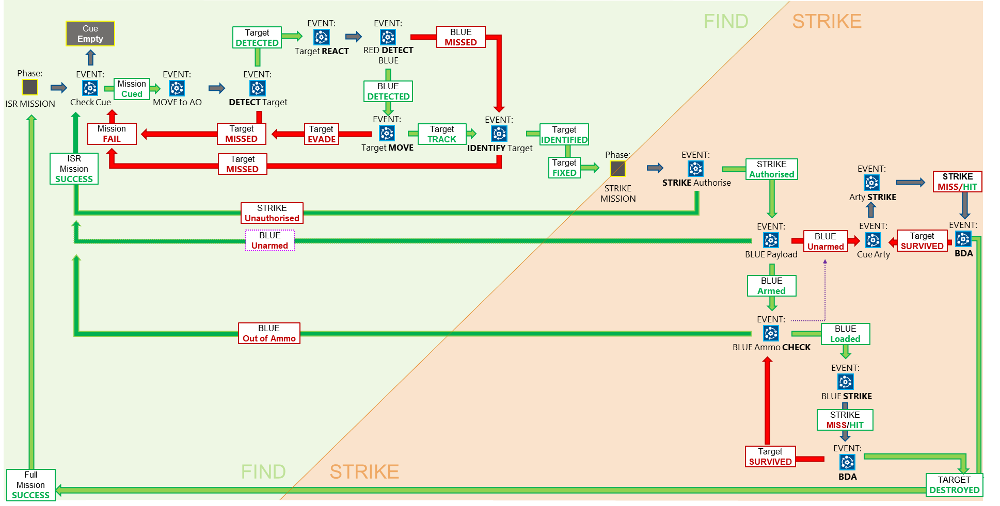 FIND
STRIKE
Cue
Empty
Target
DETECTED
EVENT:
Target REACT
EVENT:
RED DETECT
BLUE
BLUE
MISSED
Phase:
ISR MISSION
EVENT:
Check Cue
Mission
Cued
EVENT:
MOVE to AO
EVENT:
DETECT Target
BLUE
DETECTED
Mission
FAIL
Target
MISSED
Target
EVADE
EVENT:
Target MOVE
Target
TRACK
EVENT:
IDENTIFY Target
Target
IDENTIFIED
ISR
Mission
SUCCESS
Target
MISSED
Target
FIXED
Phase:
STRIKE
MISSION
EVENT:
STRIKE Authorise
STRIKE
Authorised
EVENT:
Arty STRIKE
STRIKE
MISS/HIT
STRIKE
Unauthorised
BLUE
Unarmed
EVENT:
BLUE Payload
BLUE
Unarmed
EVENT:
Cue Arty
Target
SURVIVED
EVENT:
BDA
BLUE
Armed
BLUE
Out of Ammo
EVENT:
BLUE Ammo CHECK
BLUE
Loaded
EVENT:
BLUE STRIKE
STRIKE
MISS/HIT
Target
SURVIVED
EVENT:
BDA
FIND
STRIKE
Full
Mission
SUCCESS
TARGET
DESTROYED